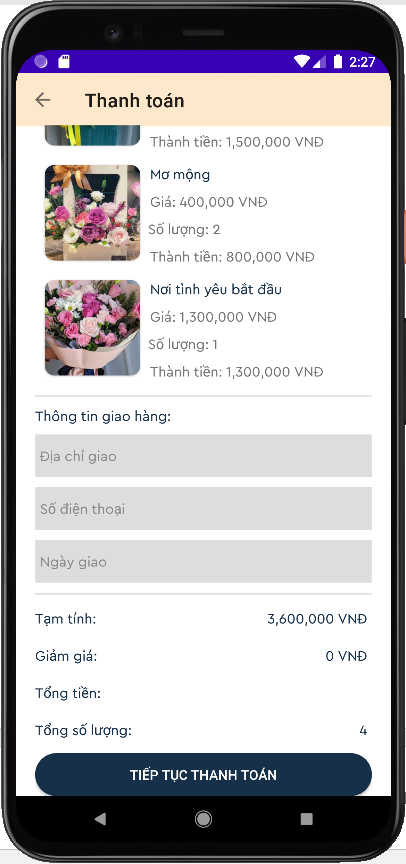 2:27
Thanh toán
Thành tiền: 1,500,000 VNĐ
Mơ mộng
Giá: 400,000 VNĐ
Số lượng: 2
Thành tiền: 800,000 VNĐ
Nơi tình yêu bắt đầu
Giá: 1,300,000 VNĐ
Số lượng: 1
Thành tiền: 1,300,000 VNĐ
Thông tin giao hàng:
Địa chỉ giao
Số điện thoại
Ngày giao
Tạm tính: 3,600,000 VNĐ
Giảm giá: 0 VNĐ
Tổng tiền:
Tổng số lượng: 4
TIẾP TỤC THANH TOÁN